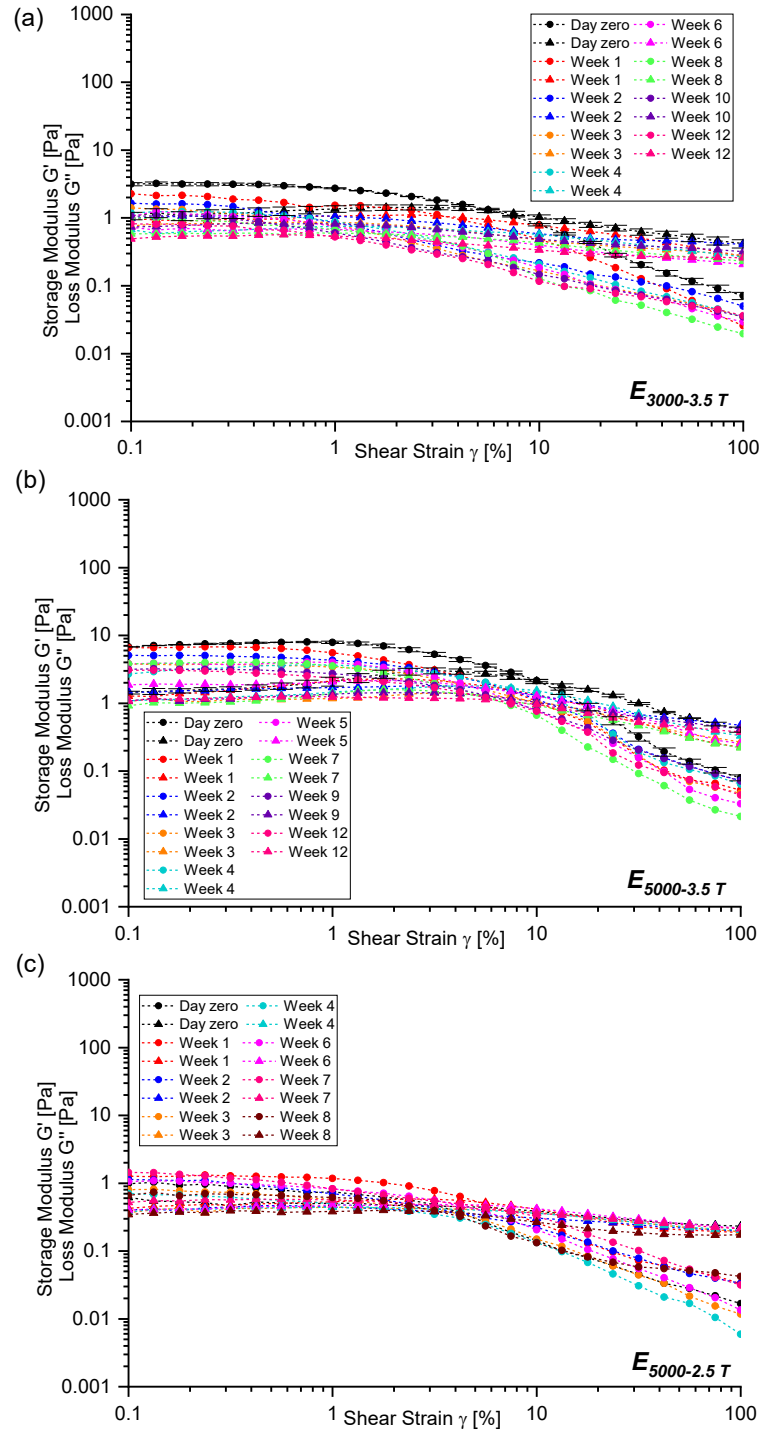 (a)
1000
100
10
1
0.1
0.01
0.001
Storage Modulus G' [Pa]
Loss Modulus G'' [Pa]
Day zero Week 6
Day zero Week 6
Week 1 Week 8
Week 1 Week 8
Week 2 Week 10
Week 2 Week 10
Week 3 Week 12
Week 3 Week 12
Week 4
Week 4
E3000-3.5 T
0.1 1 10 100
Shear Strain γ [%]
(b)
1000
100
10
1
0.1
0.01
0.001
Storage Modulus G' [Pa]
Loss Modulus G'' [Pa]
Day zero Week 5
Day zero Week 5
Week 1 Week 7
Week 1 Week 7
Week 2 Week 9
Week 2 Week 9
Week 3 Week 12
Week 3 Week 12
Week 4
Week 4
E5000-3.5 T
0.1 1 10 100
Shear Strain γ [%]
(c)
1000
100
10
1
0.1
0.01
0.001
Storage Modulus G' [Pa]
Loss Modulus G'' [Pa]
Day zero Week 4
Day zero Week 4
Week 1 Week 6
Week 1 Week 6
Week 2 Week 7
Week 2 Week 7
Week 3 Week 8
Week 3 Week 8
E5000-2.5 T
0.1 1 10 100
Shear Strain γ [%]